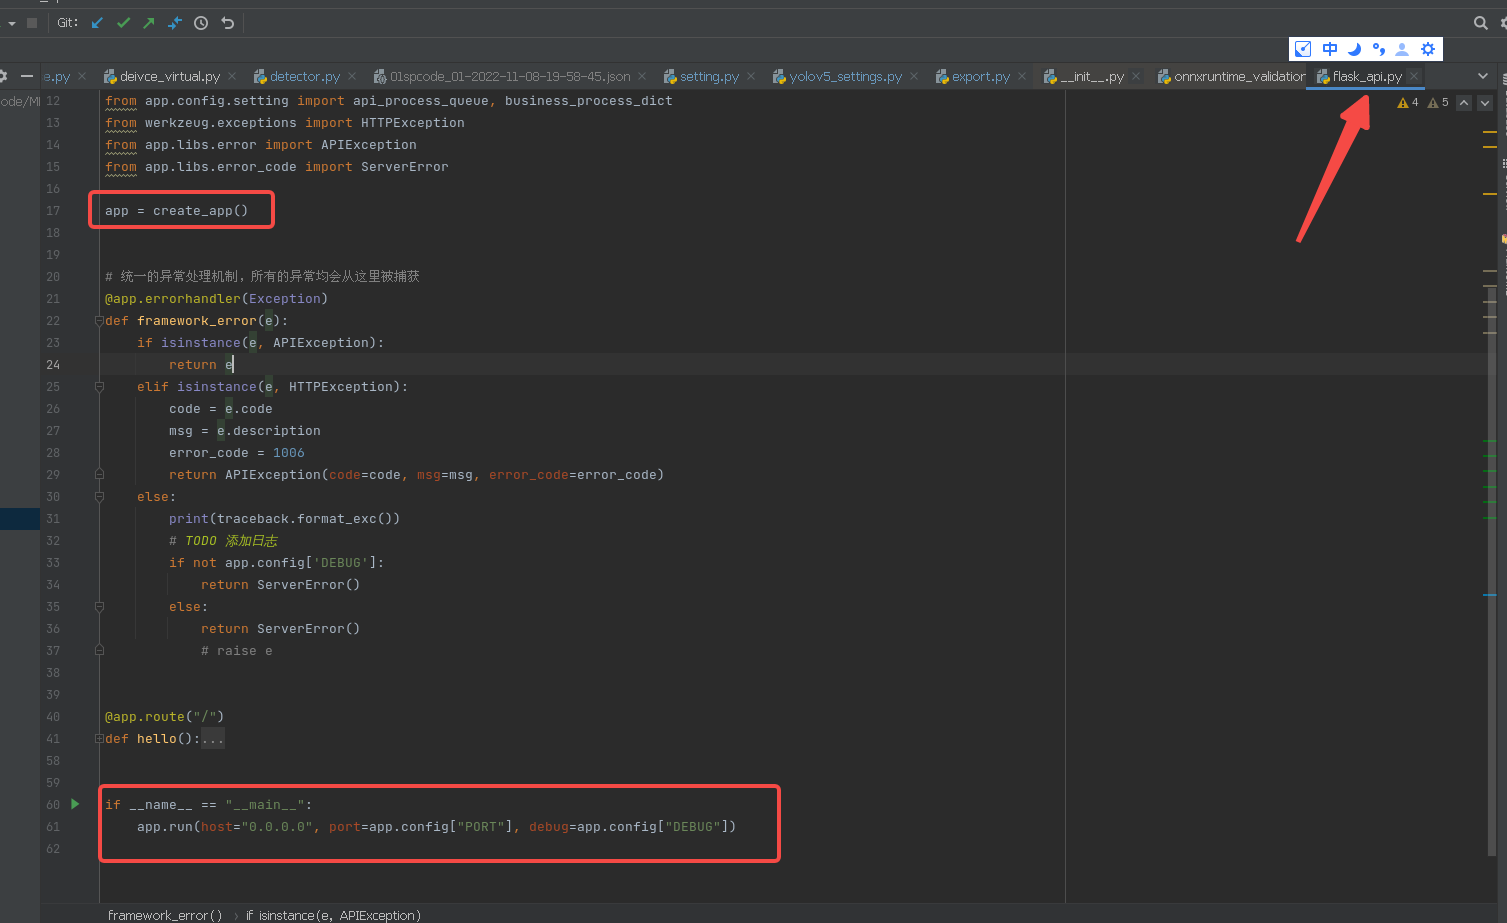 Git:
中
e.py
deivce_virtual.py
detector.py
01spcode_01-2022-11-08-19-58-45.json
setting.py
yolov5_settings.py
export.py
__init__.py
onnxruntime_validation
flask_api.py
ode/MI
4
5
12 from app.config.setting import api_process_queue, business_process_dict
13 from werkzeug.exceptions import HTTPException
14 from app.libs.error import APIException
15 from app.libs.error_code import ServerError
16
17 app = create_app()
18
19
20 # 统一的异常处理机制，所有的异常均会从这里被捕获
21 @app.errorhandler(Exception)
22 def framework_error(e):
23 if isinstance(e, APIException):
24 return e
25 elif isinstance(e, HTTPException):
26 code = e.code
27 msg = e.description
28 error_code = 1006
29 return APIException(code=code, msg=msg, error_code=error_code)
30 else:
31 print(traceback.format_exc())
32 # TODO 添加日志
33 if not app.config['DEBUG']:
34 return ServerError()
35 else:
36 return ServerError()
37 # raise e
38
39
40 @app.route("/")
41 def hello():...
58
59
60 if __name__ == "__main__":
61 app.run(host="0.0.0.0", port=app.config["PORT"], debug=app.config["DEBUG"])
62
framework_error() › if isinstance(e, APIException)